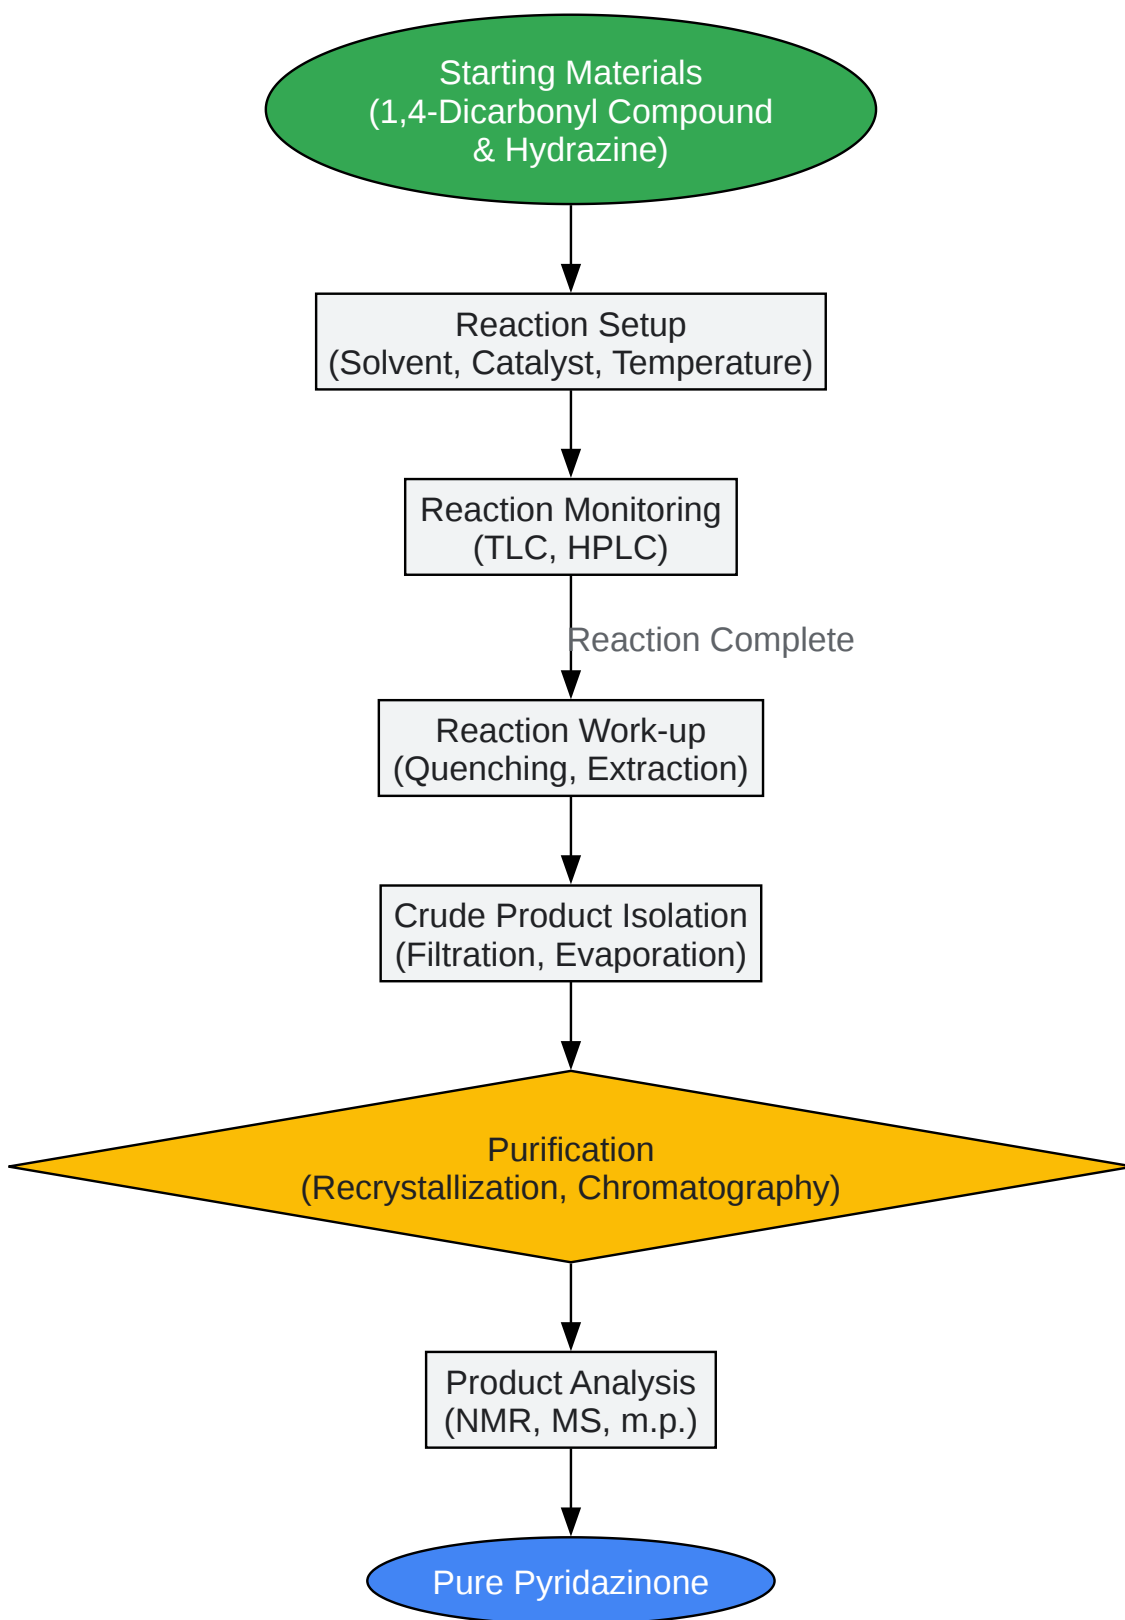 Starting Materials
(1,4-Dicarbonyl Compound
& Hydrazine)
Reaction Setup
(Solvent, Catalyst, Temperature)
Reaction Monitoring
(TLC, HPLC)
Reaction Complete
Reaction Work-up
(Quenching, Extraction)
Crude Product Isolation
(Filtration, Evaporation)
Purification
(Recrystallization, Chromatography)
Product Analysis
(NMR, MS, m.p.)
Pure Pyridazinone